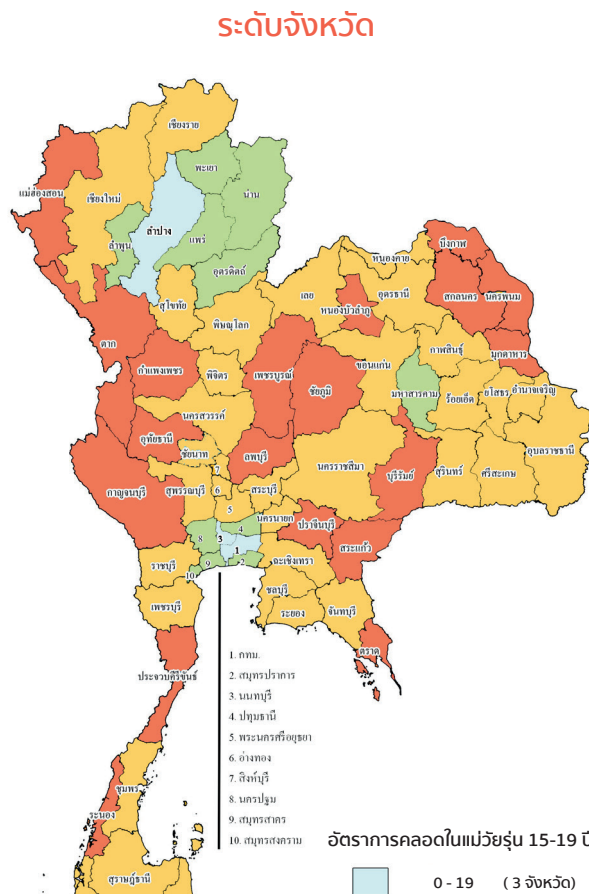 ระดับจังหวัด
เชียงราย
พะเยา
แม่ฮ่องสอน
เชียงใหม่
น่าน
ลำปาง
ลำพูน
แพร่
อุตรดิตถ์
บึงกาฬ
หนองคาย
เลย
อุดรธานี
สกลนคร
นครพนม
สุโขทัย
หนองบัวลำภู
พิษณุโลก
ตาก
มุกดาหาร
กาฬสินธุ์
ขอนแก่น
กำแพงเพชร
พิจิตร
เพชรบูรณ์
ชัยภูมิ
มหาสารคาม
ร้อยเอ็ด
ยโสธร
อำนาจเจริญ
นครสวรรค์
อุทัยธานี
ชัยนาท
ลพบุรี
อุบลราชธานี
นครราชสีมา
บุรีรัมย์
สุรินทร์
ศรีสะเกษ
7
กาญจนบุรี
สุพรรณบุรี
6
สระบุรี
5
นครนายก
ปราจีนบุรี
4
8
3
สระแก้ว
1
ราชบุรี
9
2
ฉะเชิงเทรา
10
ชลบุรี
เพชรบุรี
ระยอง
จันทบุรี
ตราด
ประจวบคีรีขันธ์
1. กทม.
2. สมุทรปราการ
3. นนทบุรี
4. ปทุมธานี
5. พระนครศรีอยุธยา
6. อ่างทอง
7. สิงห์บุรี
8. นครปฐม
9. สมุทรสาคร
10. สมุทรสงคราม
ชุมพร
ระนอง
สุราษฎ์ธานี
อัตราการคลอดในแม่วัยรุ่น 15-19 ปี
0 - 19 ( 3 จังหวัด)